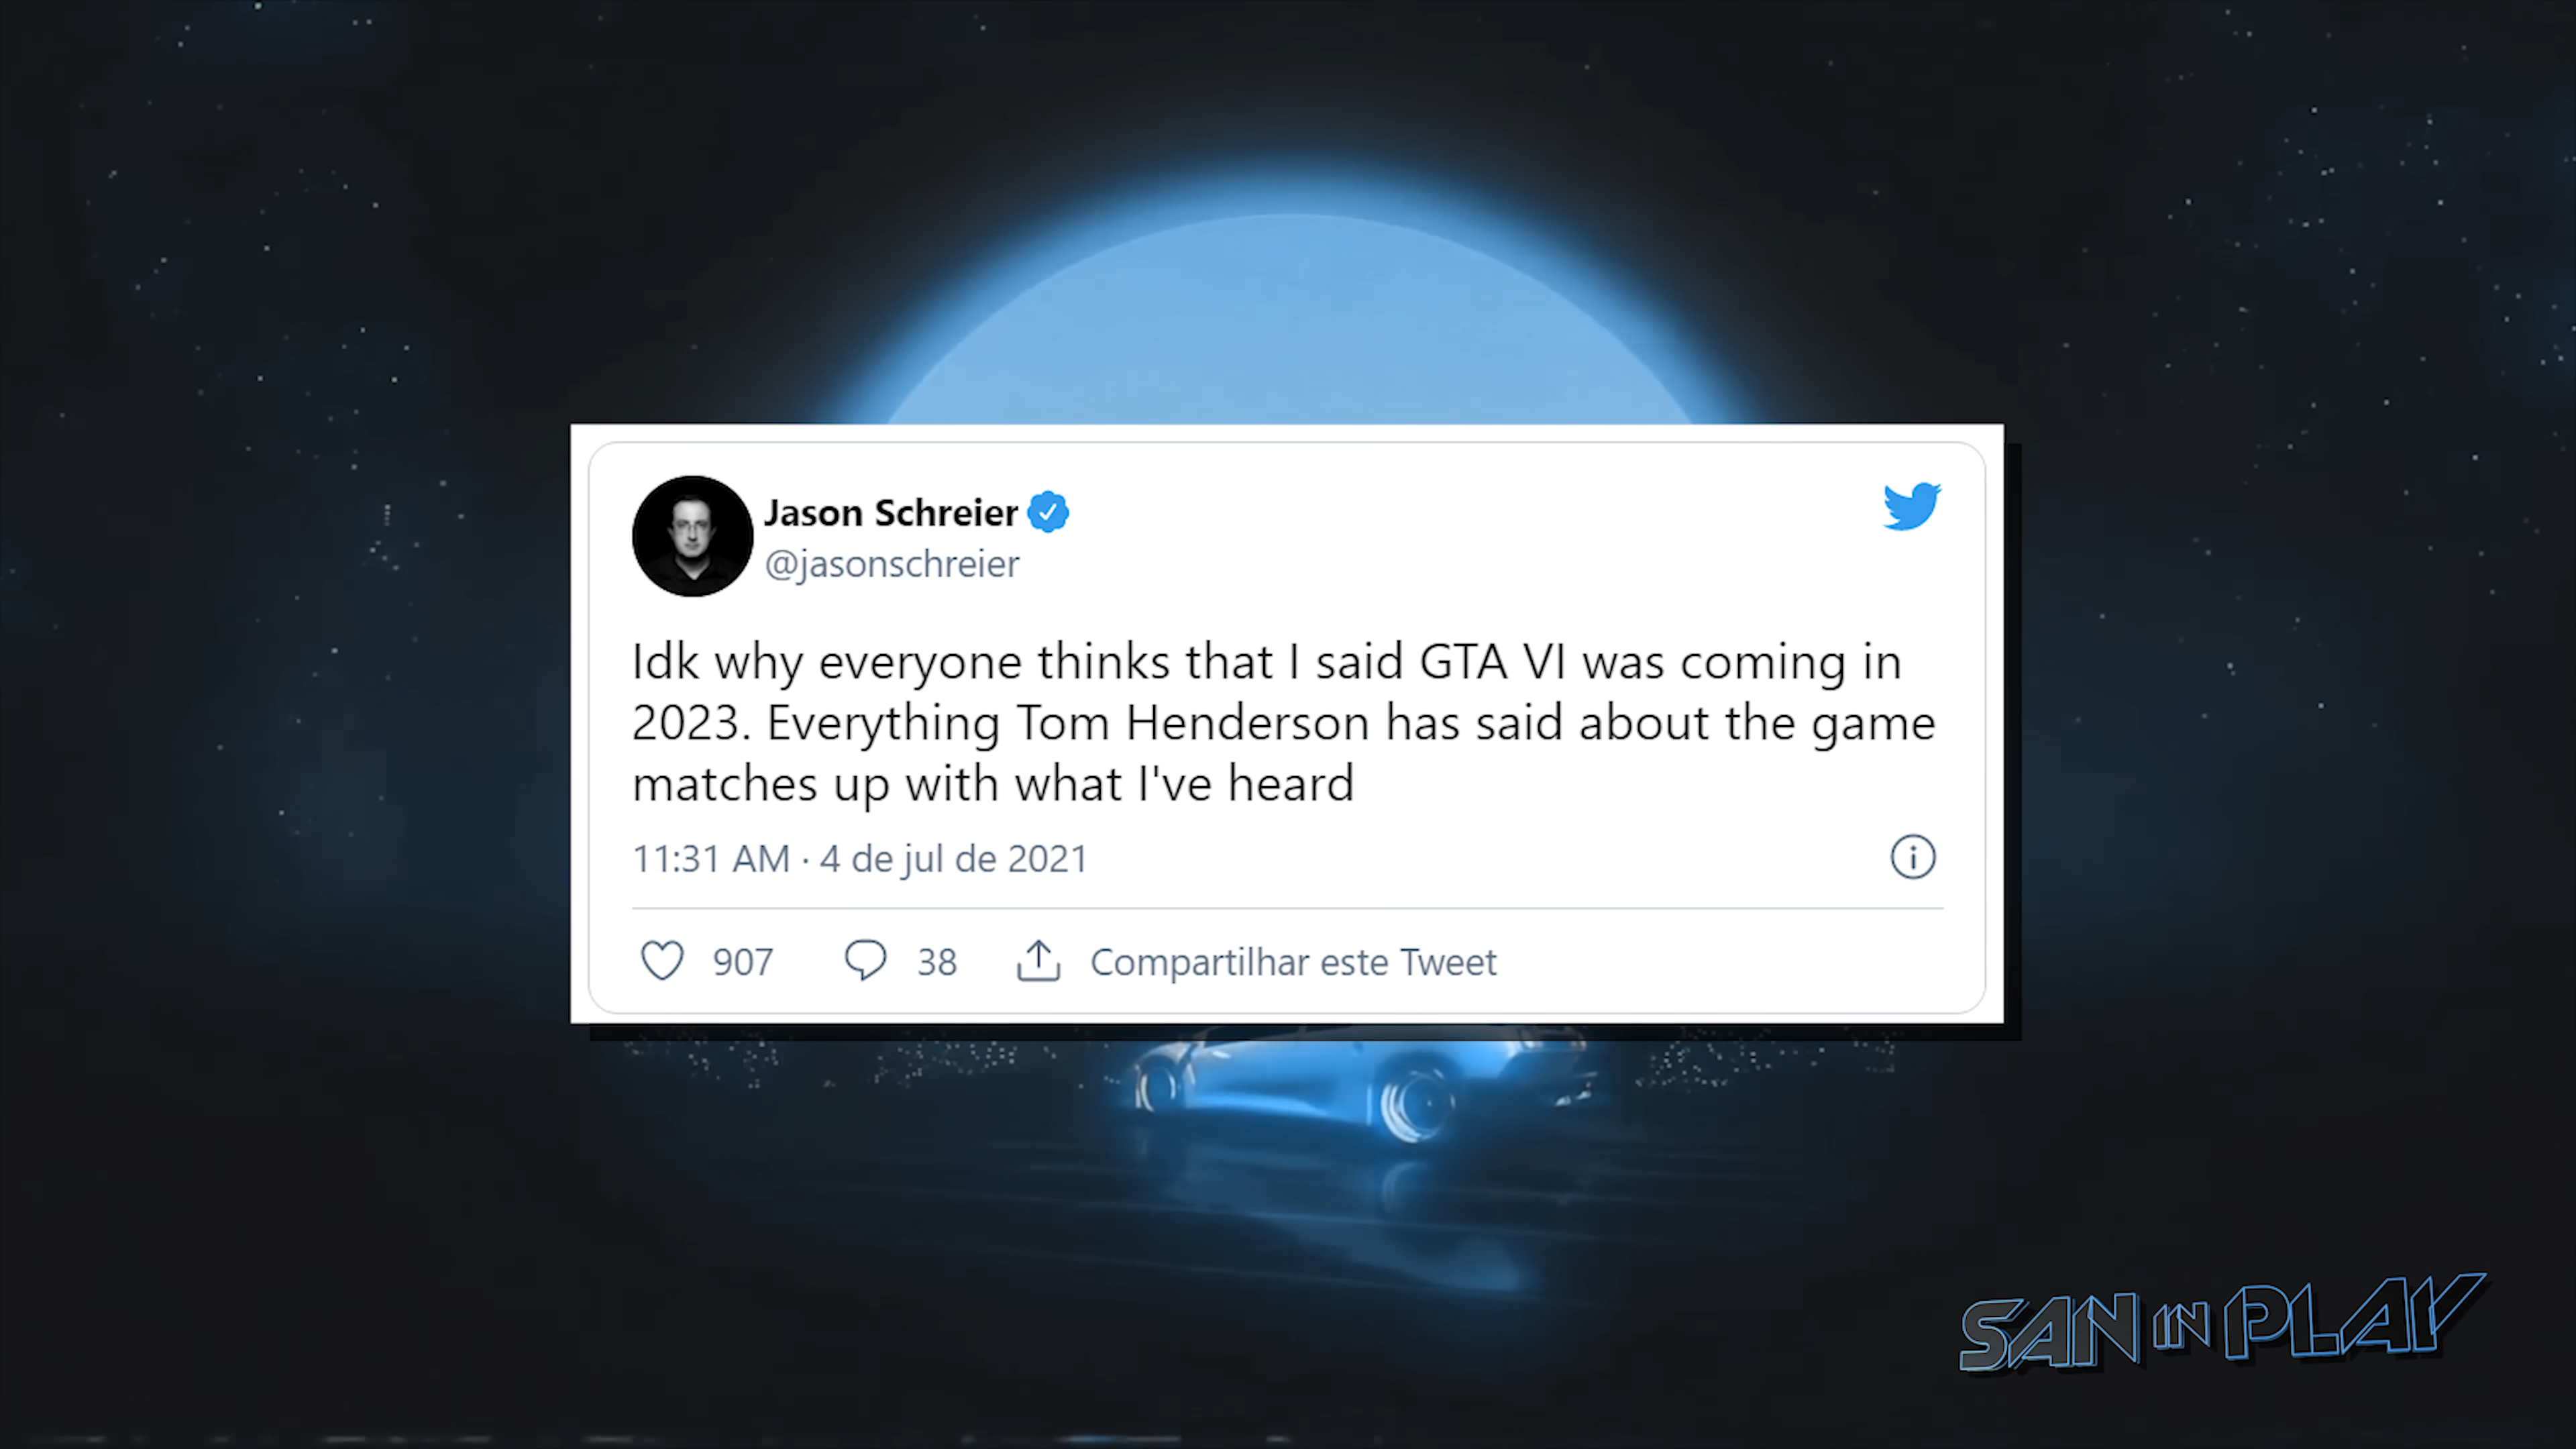 Jason Schreier
@jasonschreier
Idk why everyone thinks that I said GTA VI was coming in
2023. Everything Tom Henderson has said about the game
matches up with what I've heard
11:31 AM · 4 de jul de 2021
907 38 Compartilhar este Tweet
SAN IN PLAY